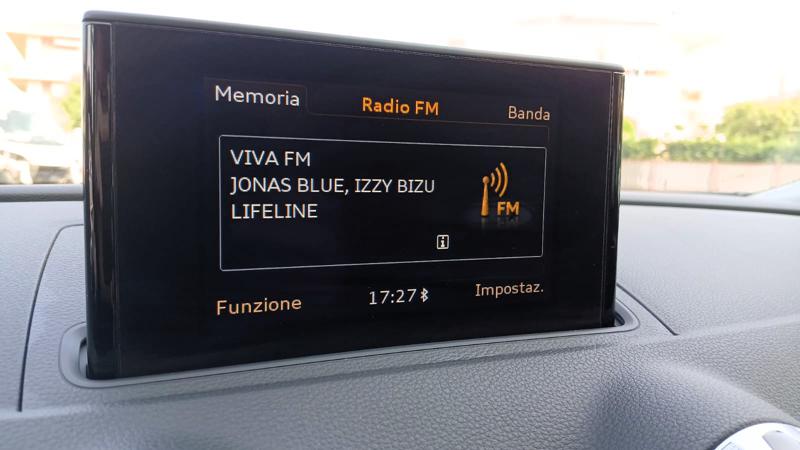 Memoria
Radio FM
Banda
VIVA FM
JONAS BLUE, IZZY BIZU
LIFELINE
FM
i
Funzione
17:27
Impostaz.